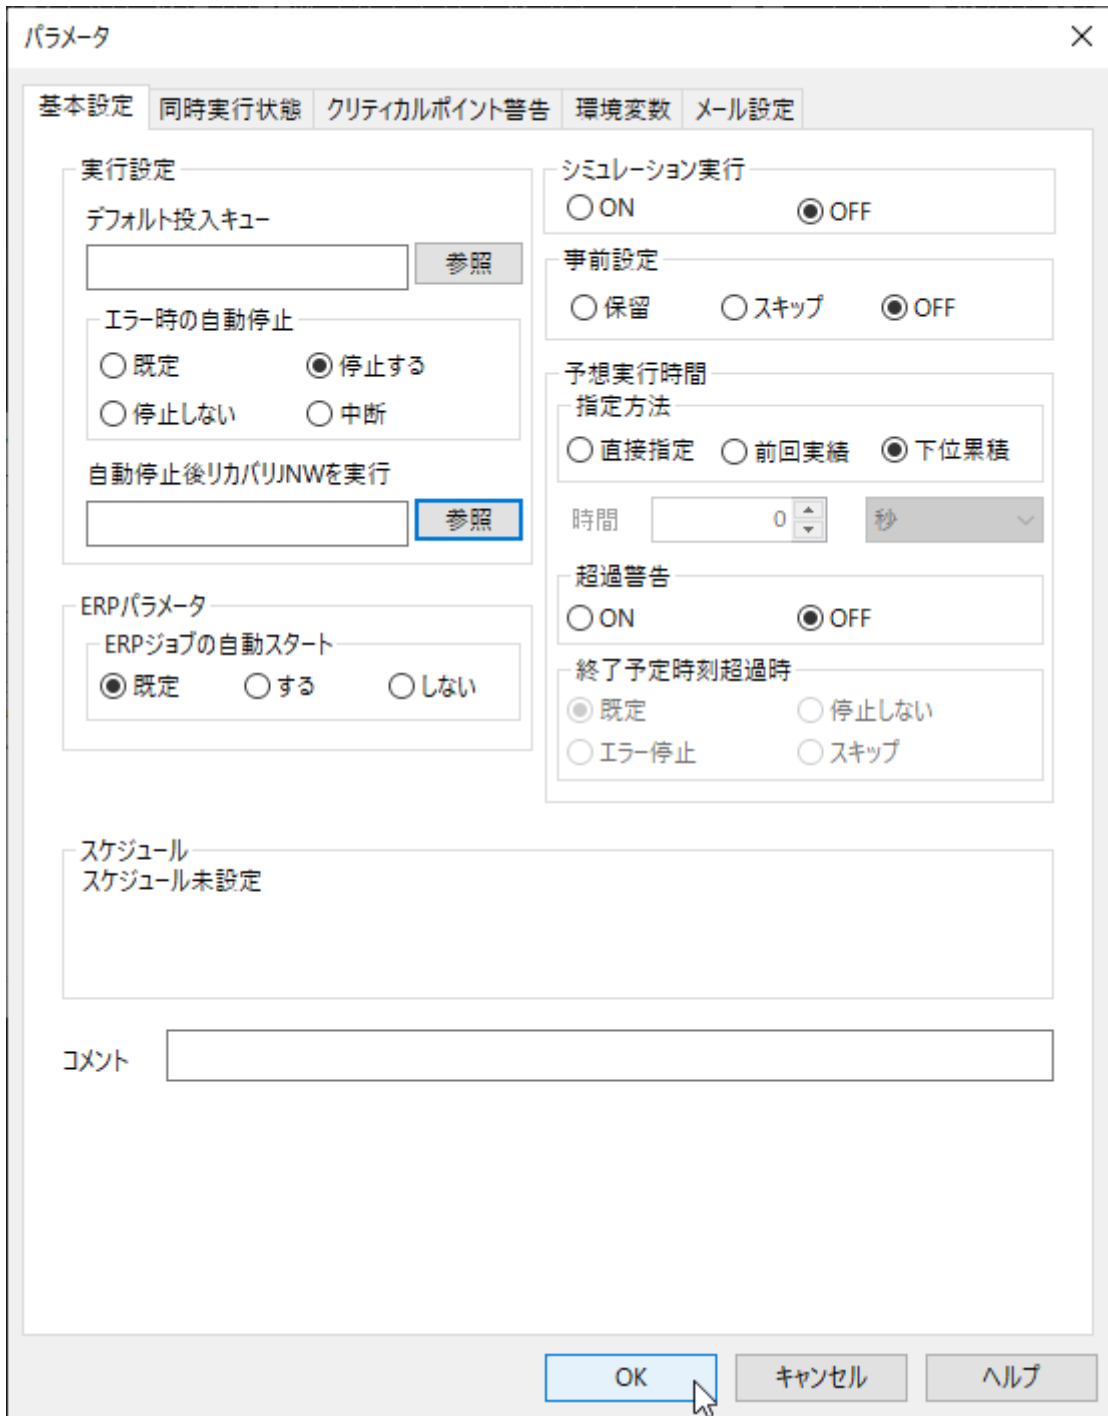 パラメータ
基本設定 同時実行状態 クリティカルポイント警告 環境変数 メール設定
実行設定
デフォルト投入キュー
参照
エラー時の自動停止
既定 停止する
停止しない 中断
自動停止後リカバリJNWを実行
参照
ERPパラメータ
ERPジョブの自動スタート
既定 する しない
シミュレーション実行
ON OFF
事前設定
保留 スキップ OFF
予想実行時間
指定方法
直接指定 前回実績 下位累積
時間 0 秒
超過警告
ON OFF
終了予定時刻超過時
既定 停止しない
エラー停止 スキップ
スケジュール
スケジュール未設定
コメント
OK キャンセル ヘルプ